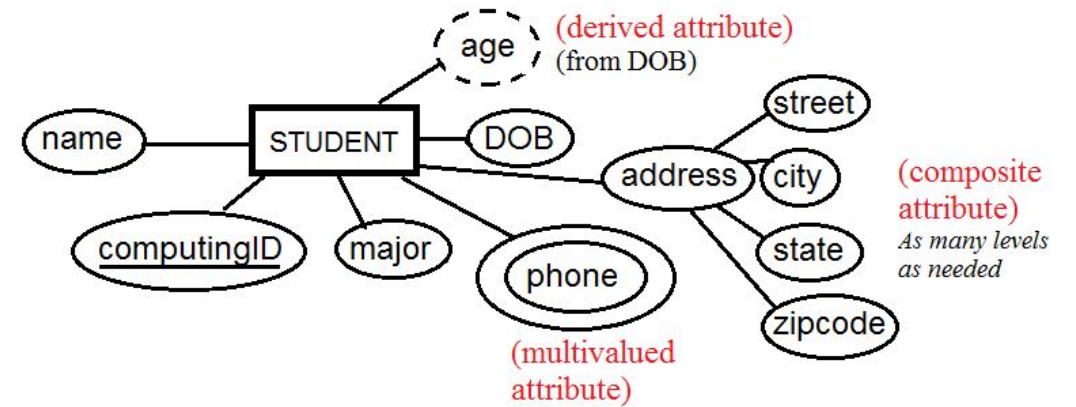 age
(derived attribute)
(from DOB)
name
STUDENT
DOB
computingID
major
phone
(multivalued
attribute)
address
street
city
state
zipcode
(composite
attribute)
As many levels
as needed